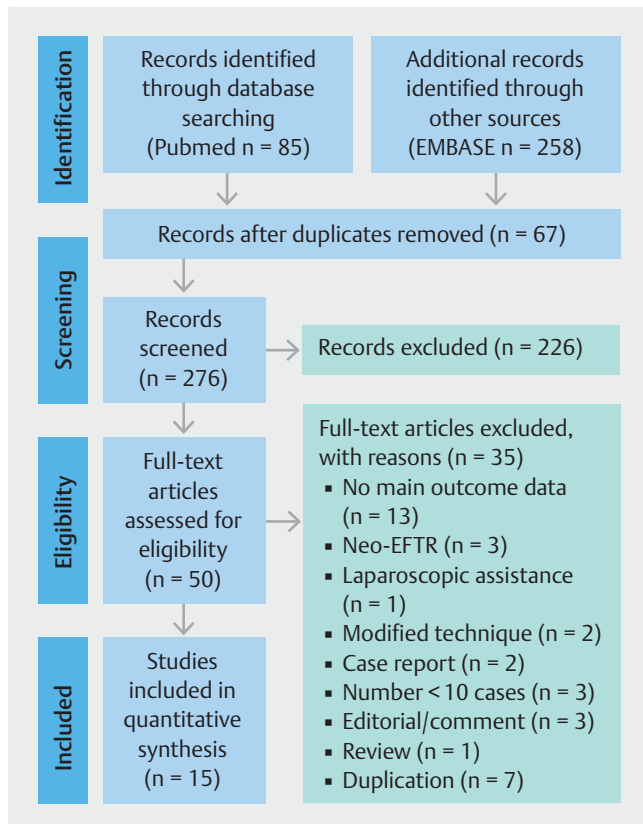 Identification
Records identified
through database
searching
(Pubmed n = 85)
Additional records
identified through
other sources
(EMBASE n = 258)
Records after duplicates removed (n = 67)
Screening
Records
screened
(n = 276)
Records excluded (n = 226)
Eligibility
Full-text
articles
assessed for
eligibility
(n = 50)
Full-text articles excluded,
with reasons (n = 35)
▪ No main outcome data
(n = 13)
▪ Neo-EFTR (n = 3)
▪ Laparoscopic assistance
(n = 1)
▪ Modified technique (n = 2)
▪ Case report (n = 2)
▪ Number <10 cases (n = 3)
▪ Editorial/comment (n = 3)
▪ Review (n = 1)
▪ Duplication (n = 7)
Included
Studies
included in
quantitative
synthesis
(n = 15)